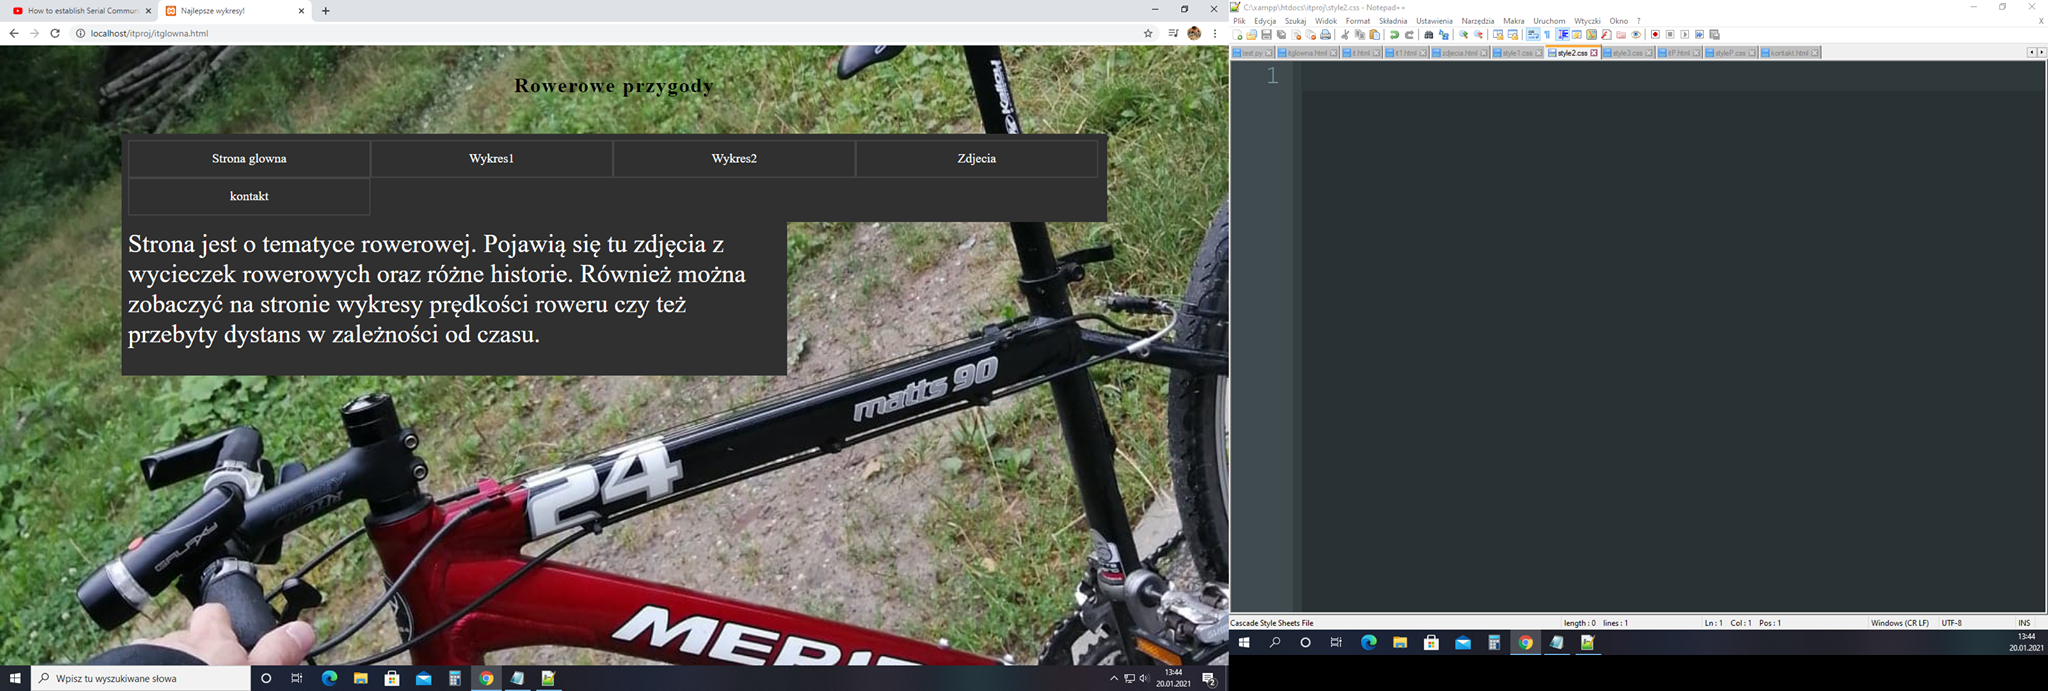 How to establish Serial Commun
Najlepsze wykresy!
localhost/itproj/itglowna.html
Rowerowe przygody
Strona glowna
Wykres1
Wykres2
Zdjecia
kontakt
Strona jest o tematyce rowerowej. Pojawią się tu zdjęcia z
wycieczek rowerowych oraz różne historie. Również można
zobaczyć na stronie wykresy prędkości roweru czy też
przebyty dystans w zależności od czasu.
Kellys
matts 90
24
MERID
Wpisz tu wyszukiwane słowa
13:44
20.01.2021
2
C:\xampp\htdocs\itproj\style2.css - Notepad++
Plik Edycja Szukaj Widok Format Składnia Ustawienia Narzędzia Makra Uruchom Wtyczki Okno ? X
test.py itglowna.html it.html it1.html zdjecia.html style1.css style2.css style3.css itP.html styleP.css kontakt.html
1
Cascade Style Sheets File length : 0 lines : 1 Ln : 1 Col : 1 Pos : 1 Windows (CR LF) UTF-8 INS
13:44
20.01.2021